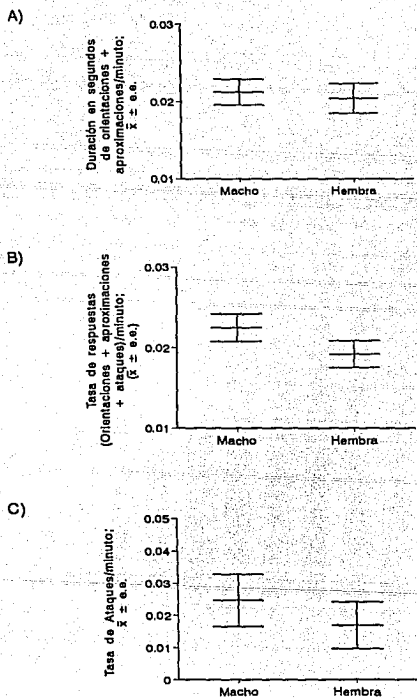 A)
Duración en segundos
de orientaciones +
aproximaciones/minuto;
x̄ ± e.e.
0.03
0.02
0.01
Macho Hembra
B)
Tasa de respuestas
(Orientaciones + aproximaciones
+ ataques)/minuto;
(x̄ ± e.e.)
0.03
0.02
0.01
Macho Hembra
C)
Tasa de Ataques/minuto;
x̄ ± e.e.
0.05
0.04
0.03
0.02
0.01
0
Macho Hembra